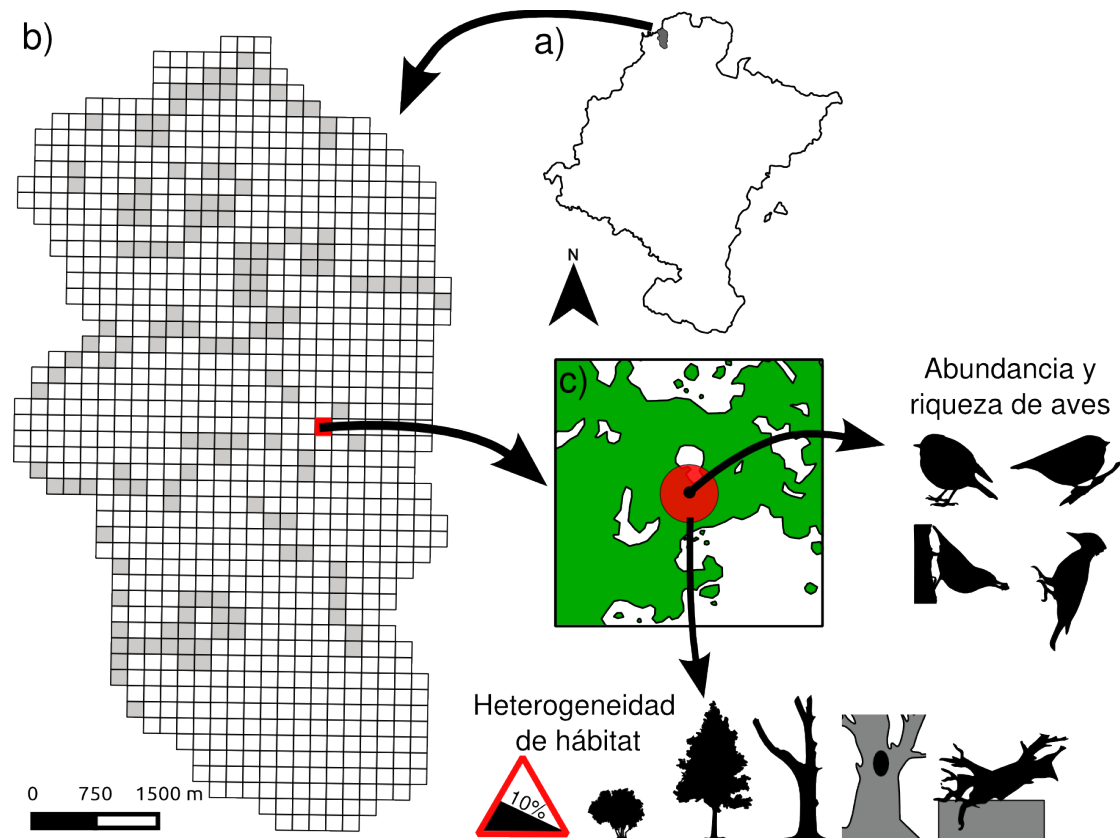 b)
a)
N
c)
Abundancia y
riqueza de aves
Heterogeneidad
de hábitat
10%
0 750 1500 m